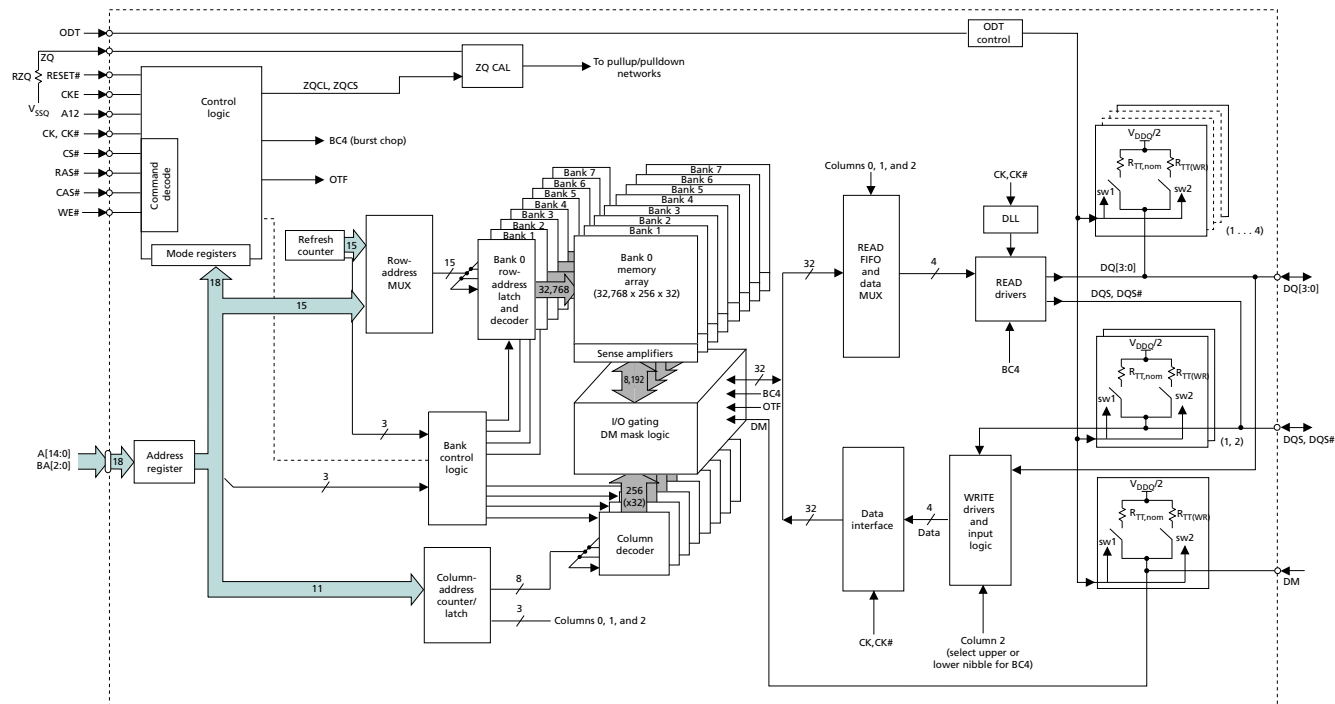 ODT
ODT
control
ZQ
RZQ
RESET#
ZQ CAL
To pullup/pulldown
networks
CKE
Control
logic
ZQCL, ZQCS
VSSQ
A12
BC4 (burst chop)
CK, CK#
CS#
Command
decode
RAS#
OTF
CAS#
WE#
Mode registers
18
Refresh
counter
15
Row-
address
MUX
15
15
Bank 7
Bank 6
Bank 5
Bank 4
Bank 3
Bank 2
Bank 1
Bank 0
row-
address
latch
and
decoder
32,768
Bank 7
Bank 6
Bank 5
Bank 4
Bank 3
Bank 2
Bank 1
Bank 0
memory
array
(32,768 x 256 x 32)
Sense amplifiers
8,192
I/O gating
DM mask logic
32
BC4
OTF
DM
256
(x32)
Column
decoder
A[14:0]
BA[2:0]
18
Address
register
3
3
Bank
control
logic
11
Column-
address
counter/
latch
8
3
Columns 0, 1, and 2
Columns 0, 1, and 2
32
READ
FIFO
and
data
MUX
4
CK,CK#
DLL
READ
drivers
BC4
DQ[3:0]
DQS, DQS#
VDDQ/2
RTT,nom
RTT(WR)
sw1
sw2
(1 . . . 4)
DQ[3:0]
VDDQ/2
RTT,nom
RTT(WR)
sw1
sw2
(1, 2)
DQS, DQS#
32
Data
interface
4
Data
WRITE
drivers
and
input
logic
CK,CK#
Column 2
(select upper or
lower nibble for BC4)
VDDQ/2
RTT,nom
RTT(WR)
sw1
sw2
DM